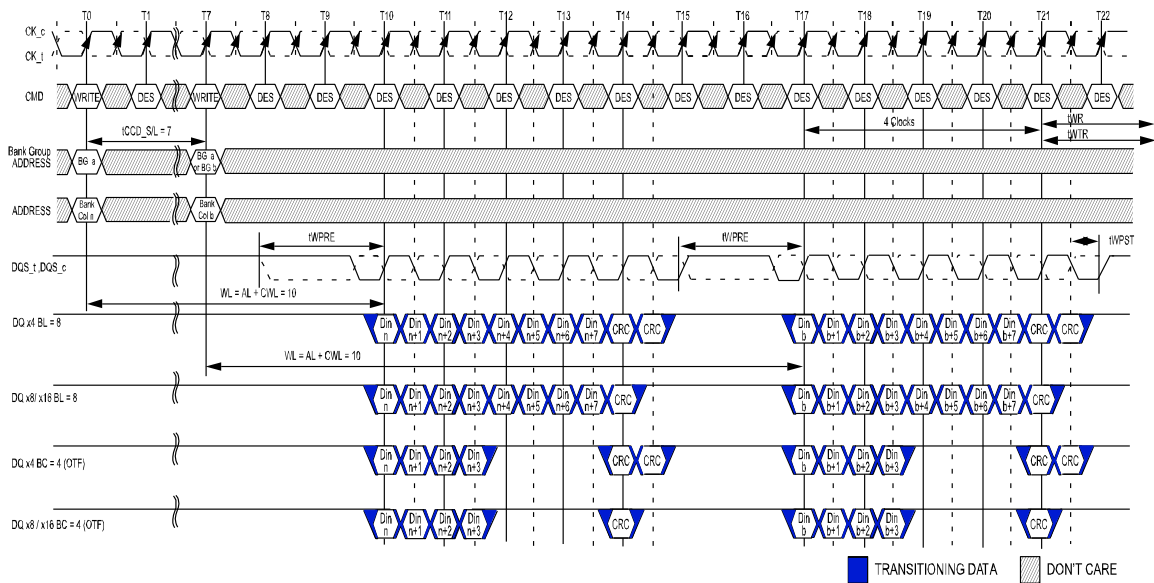 T0 T1 T7 T8 T9 T10 T11 T12 T13 T14 T15 T16 T17 T18 T19 T20 T21 T22
CK_c
CK_t
CMD WRITE DES WRITE DES DES DES DES DES DES DES DES DES DES DES DES DES DES DES
tCCD_S/L = 7
4 Clocks
tWR
tWTR
Bank Group
ADDRESS
BG a
BG a
or BG b
ADDRESS
Bank
Col n
Bank
Col b
tWPRE
tWPRE
tWPST
DQS_t ,DQS_c
WL = AL + CWL = 10
DQ x4 BL = 8
Din n Din n+1 Din n+2 Din n+3 Din n+4 Din n+5 Din n+6 Din n+7 CRC CRC Din b Din b+1 Din b+2 Din b+3 Din b+4 Din b+5 Din b+6 Din b+7 CRC CRC
WL = AL + CWL = 10
DQ x8/ x16 BL = 8
Din n Din n+1 Din n+2 Din n+3 Din n+4 Din n+5 Din n+6 Din n+7 CRC Din b Din b+1 Din b+2 Din b+3 Din b+4 Din b+5 Din b+6 Din b+7 CRC
DQ x4 BC = 4 (OTF)
Din n Din n+1 Din n+2 Din n+3 CRC CRC Din b Din b+1 Din b+2 Din b+3 CRC CRC
DQ x8 / x16 BC = 4 (OTF)
Din n Din n+1 Din n+2 Din n+3 CRC Din b Din b+1 Din b+2 Din b+3 CRC
TRANSITIONING DATA
DON'T CARE